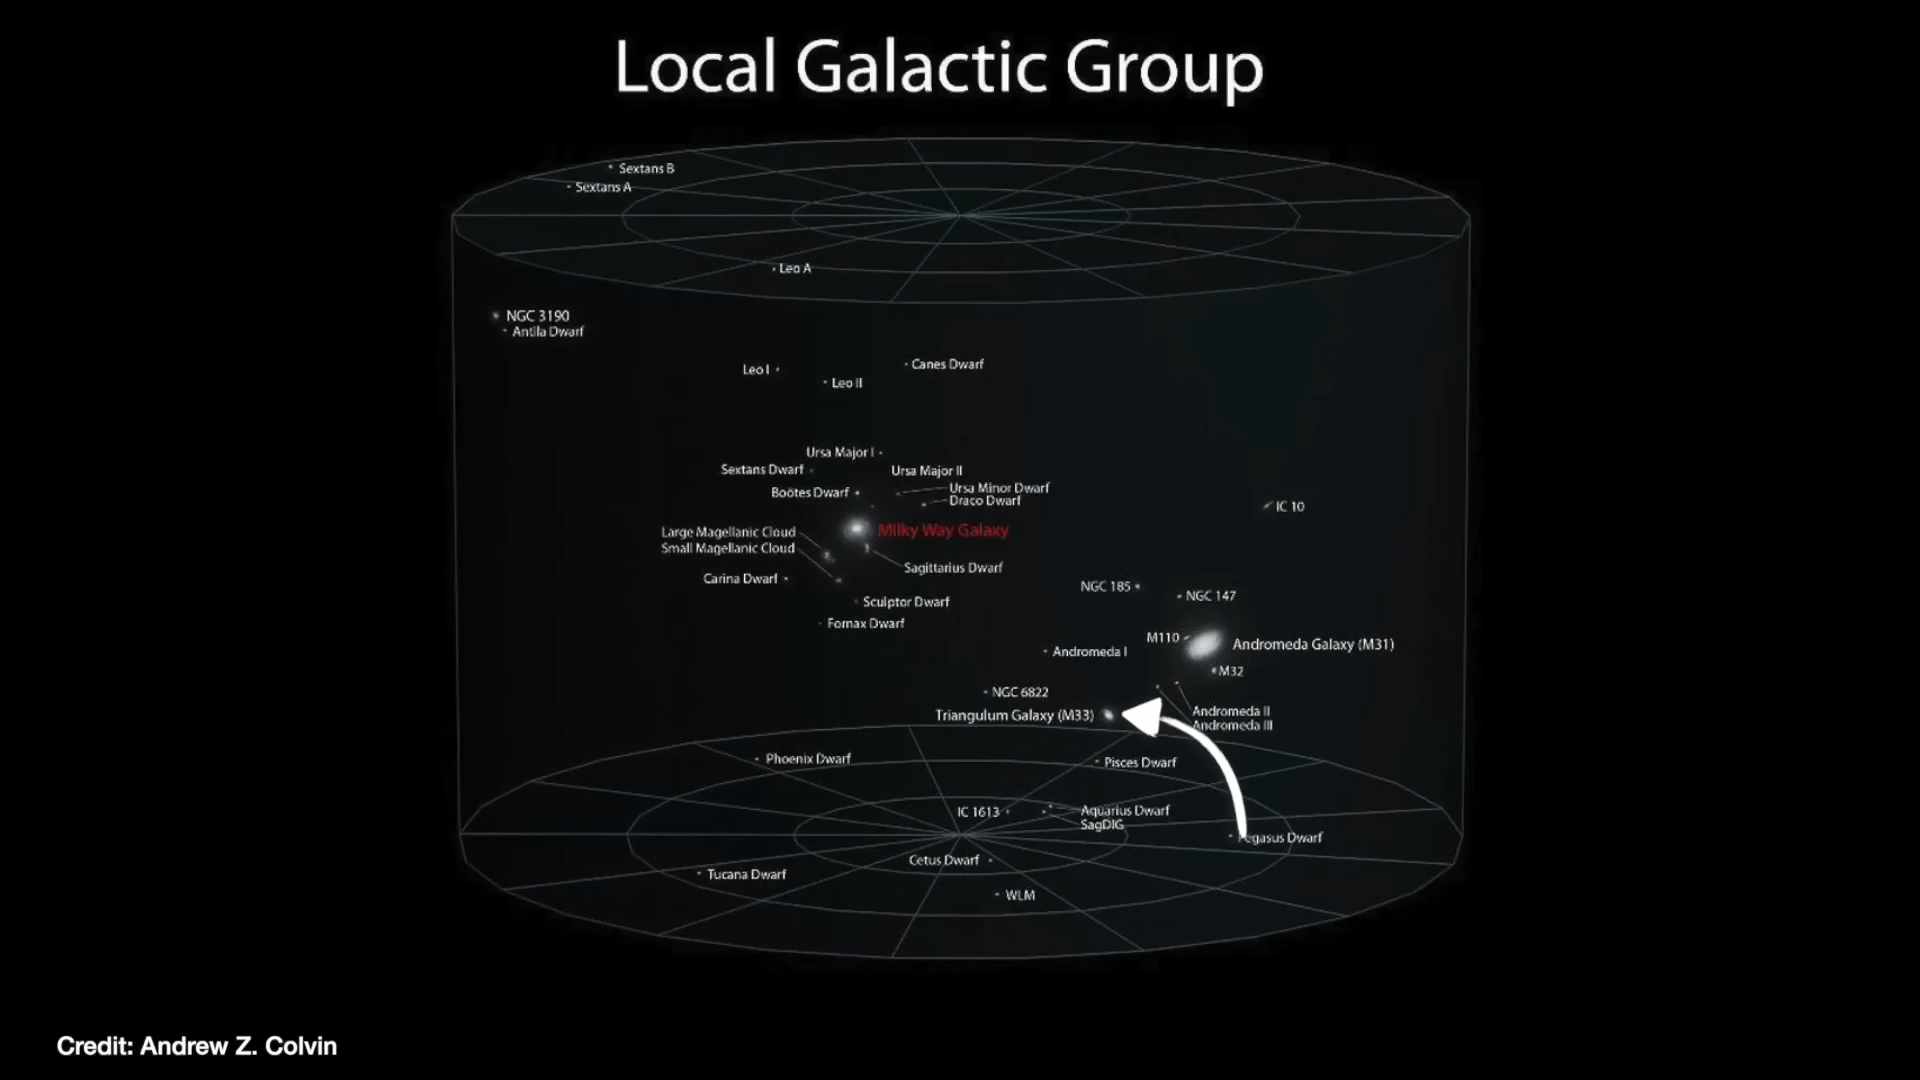 Local Galactic Group
Sextans B
Sextans A
Leo A
NGC 3190
Antila Dwarf
Leo I
Leo II
Canes Dwarf
Ursa Major I
Sextans Dwarf
Ursa Major II
Boötes Dwarf
Ursa Minor Dwarf
Draco Dwarf
Large Magellanic Cloud
Milky Way Galaxy
Small Magellanic Cloud
Sagittarius Dwarf
Carina Dwarf
Sculptor Dwarf
Fornax Dwarf
IC 10
NGC 185
NGC 147
M110
Andromeda Galaxy (M31)
Andromeda I
M32
NGC 6822
Triangulum Galaxy (M33)
Andromeda II
Andromeda III
Phoenix Dwarf
Pisces Dwarf
IC 1613
Aquarius Dwarf
SagDIG
Pegasus Dwarf
Cetus Dwarf
Tucana Dwarf
WLM
Credit: Andrew Z. Colvin